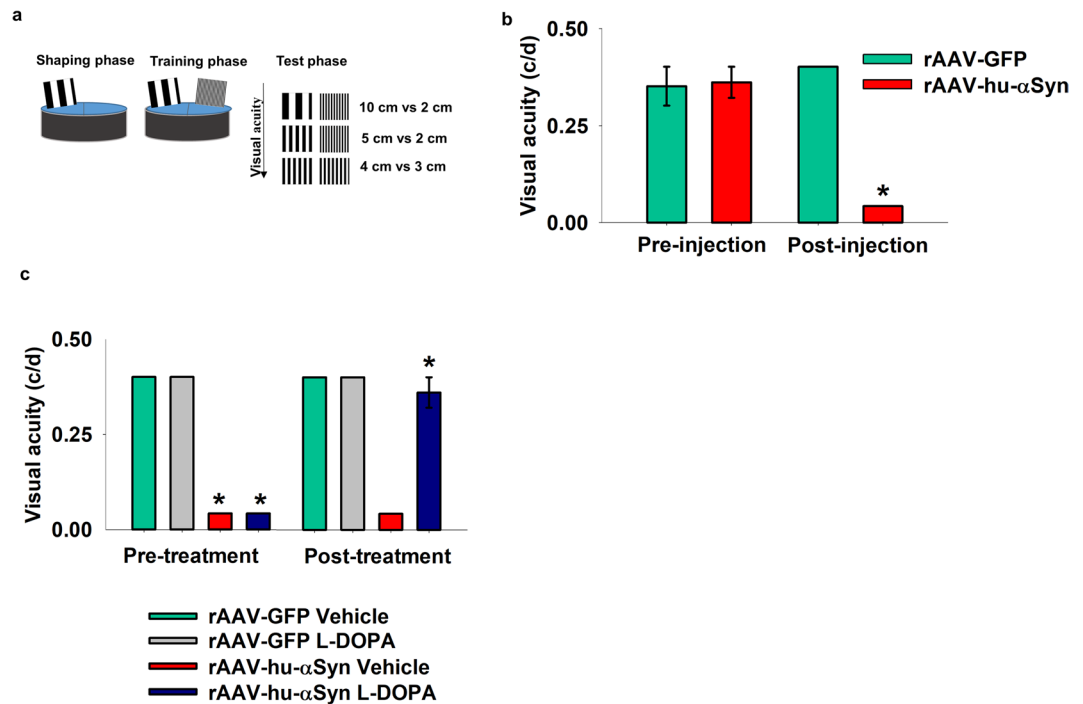 a
Shaping phase
Training phase
Test phase
Visual acuity
10 cm vs 2 cm
5 cm vs 2 cm
4 cm vs 3 cm
b
Visual acuity (c/d)
0.50
0.25
0.00
*
Pre-injection
Post-injection
rAAV-GFP
rAAV-hu-αSyn
c
Visual acuity (c/d)
0.50
0.25
0.00
* * *
Pre-treatment
Post-treatment
rAAV-GFP Vehicle
rAAV-GFP L-DOPA
rAAV-hu-αSyn Vehicle
rAAV-hu-αSyn L-DOPA